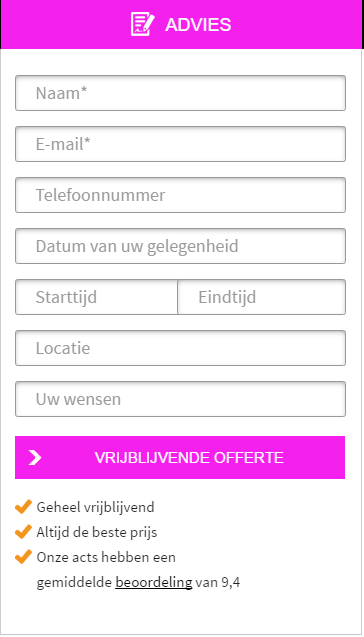 ADVIES
Naam*
E-mail*
Telefoonnummer
Datum van uw gelegenheid
Starttijd Eindtijd
Locatie
Uw wensen
VRIJBLIJVENDE OFFERTE
Geheel vrijblijvend
Altijd de beste prijs
Onze acts hebben een
gemiddelde beoordeling van 9,4